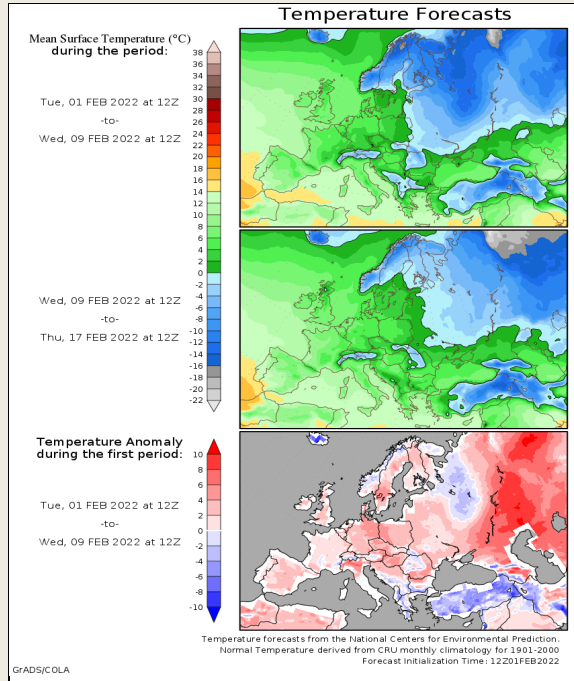 Temperature Forecasts
Mean Surface Temperature (°C)
during the period:
Tue, 01 FEB 2022 at 12Z
-to-
Wed, 09 FEB 2022 at 12Z
38
36
34
32
30
28
26
24
22
20
18
16
14
12
10
8
6
4
2
0
-2
-4
-6
-8
-10
-12
-14
-16
-18
-20
-22
Wed, 09 FEB 2022 at 12Z
-to-
Thu, 17 FEB 2022 at 12Z
Temperature Anomaly
during the first period:
Tue, 01 FEB 2022 at 12Z
-to-
Wed, 09 FEB 2022 at 12Z
10
8
6
4
2
0
-2
-4
-6
-8
-10
Temperature forecasts from the National Centers for Environmental Prediction.
Normal Temperature derived from CRU monthly climatology for 1901-2000
Forecast Initialization Time: 12Z01FEB2022
GrADS/COLA